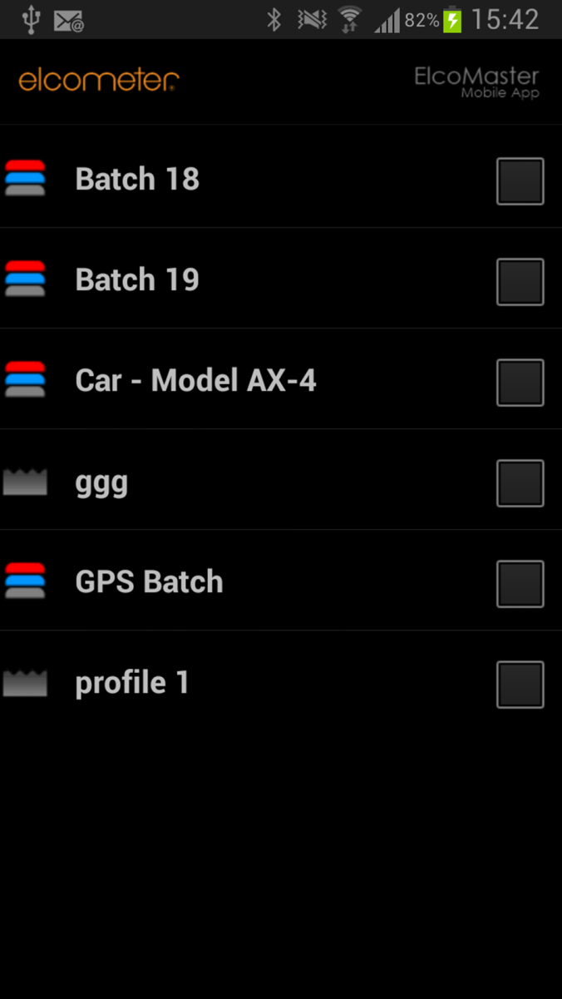 82% 15:42
elcometer
ElcoMaster
Mobile App
Batch 18
Batch 19
Car - Model AX-4
ggg
GPS Batch
profile 1